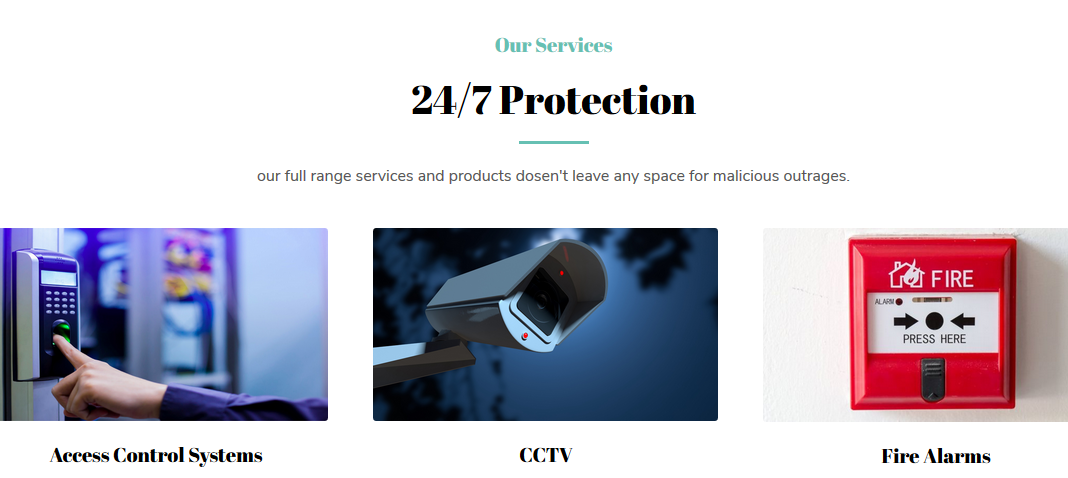 Our Services
24/7 Protection
our full range services and products dosen't leave any space for malicious outrages.
FIRE
ALARM
PRESS HERE
Access Control Systems
CCTV
Fire Alarms